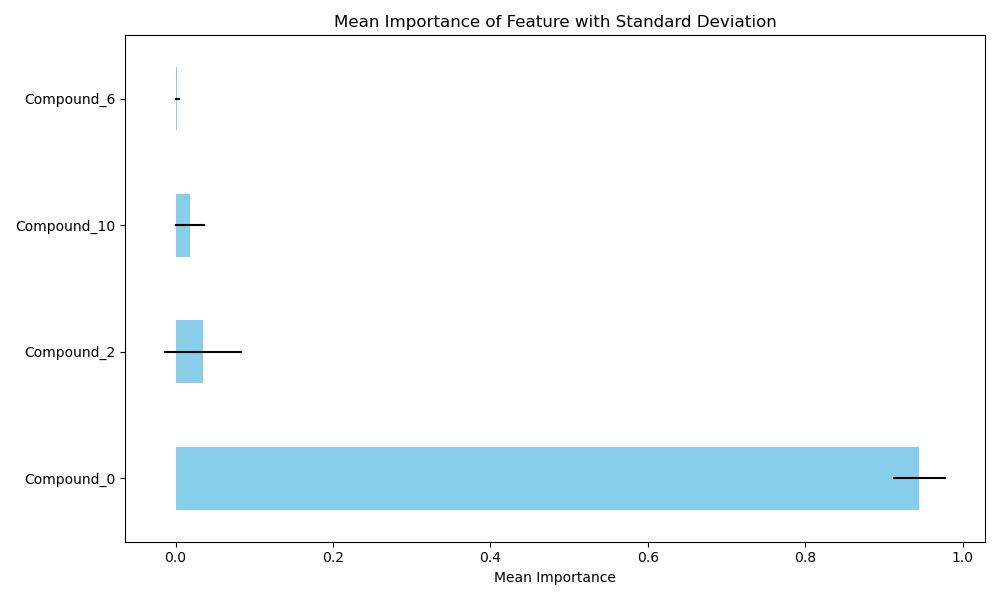 Mean Importance of Feature with Standard Deviation
Compound_6
Compound_10
Compound_2
Compound_0
0.0 0.2 0.4 0.6 0.8 1.0
Mean Importance